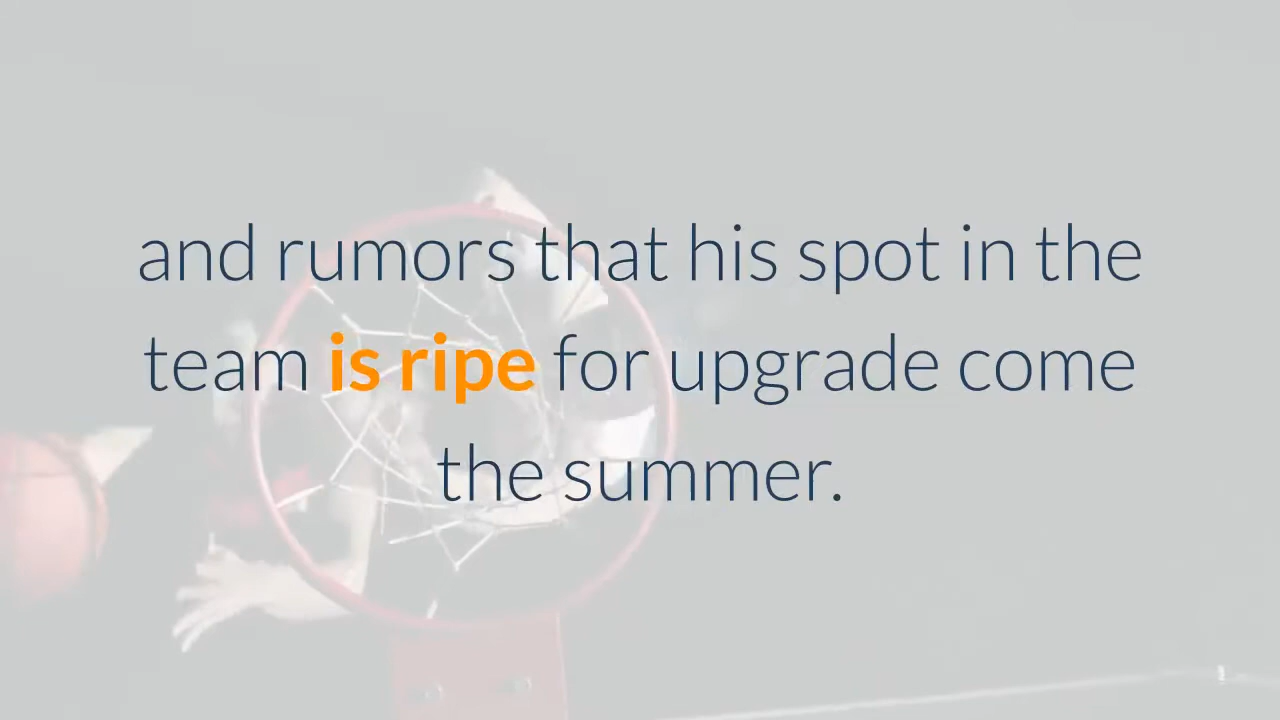 and rumors that his spot in the
team is ripe for upgrade come
the summer.